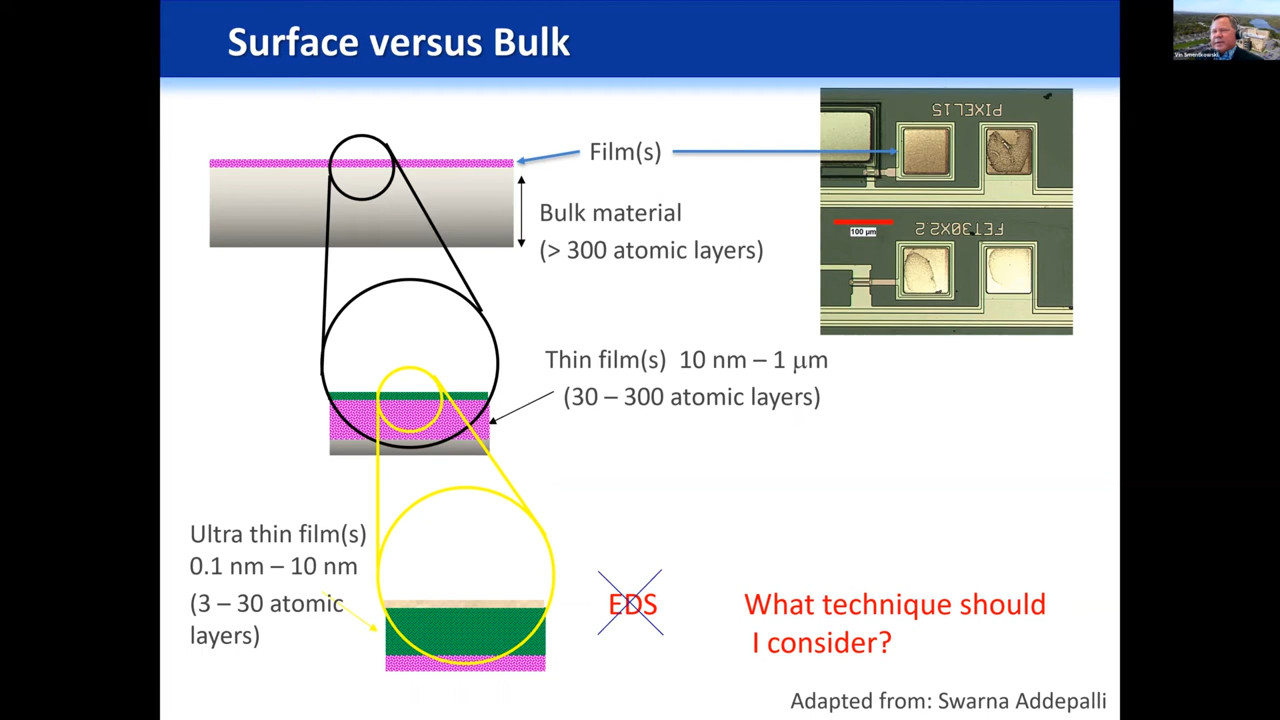 Surface versus Bulk
Vin Smentkowski
Film(s)
PIXEL15
Bulk material
(> 300 atomic layers)
100 µm
FET30X2.2
Thin film(s) 10 nm – 1 μm
(30 – 300 atomic layers)
Ultra thin film(s)
0.1 nm – 10 nm
(3 – 30 atomic
layers)
EDS
What technique should
I consider?
Adapted from: Swarna Addepalli